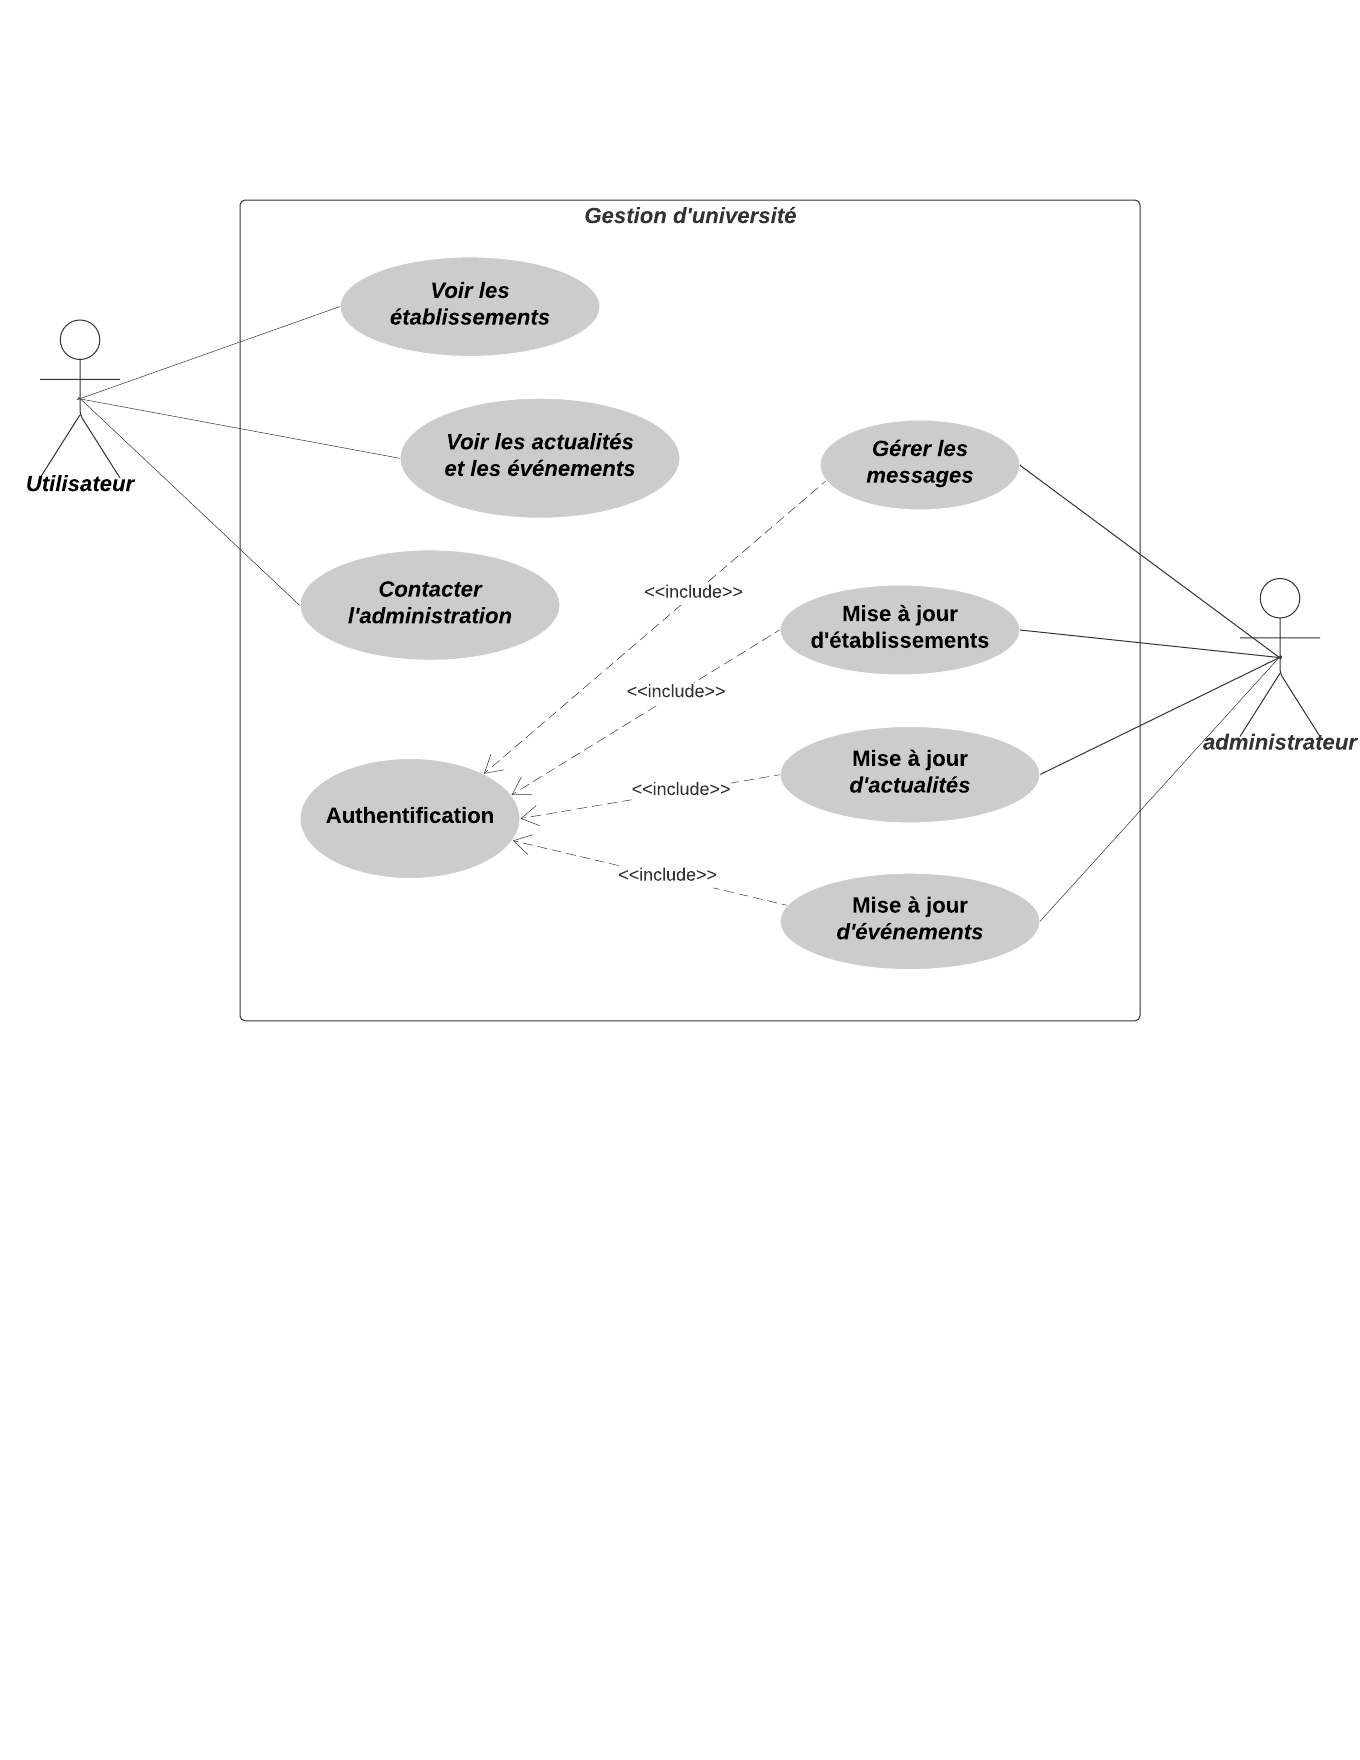 Gestion d'université
Voir les
établissements
Utilisateur
Voir les actualités
et les événements
Gérer les
messages
Contacter
l'administration
<<include>>
Mise à jour
d'établissements
<<include>>
administrateur
Mise à jour
d'actualités
<<include>>
Authentification
<<include>>
Mise à jour
d'événements